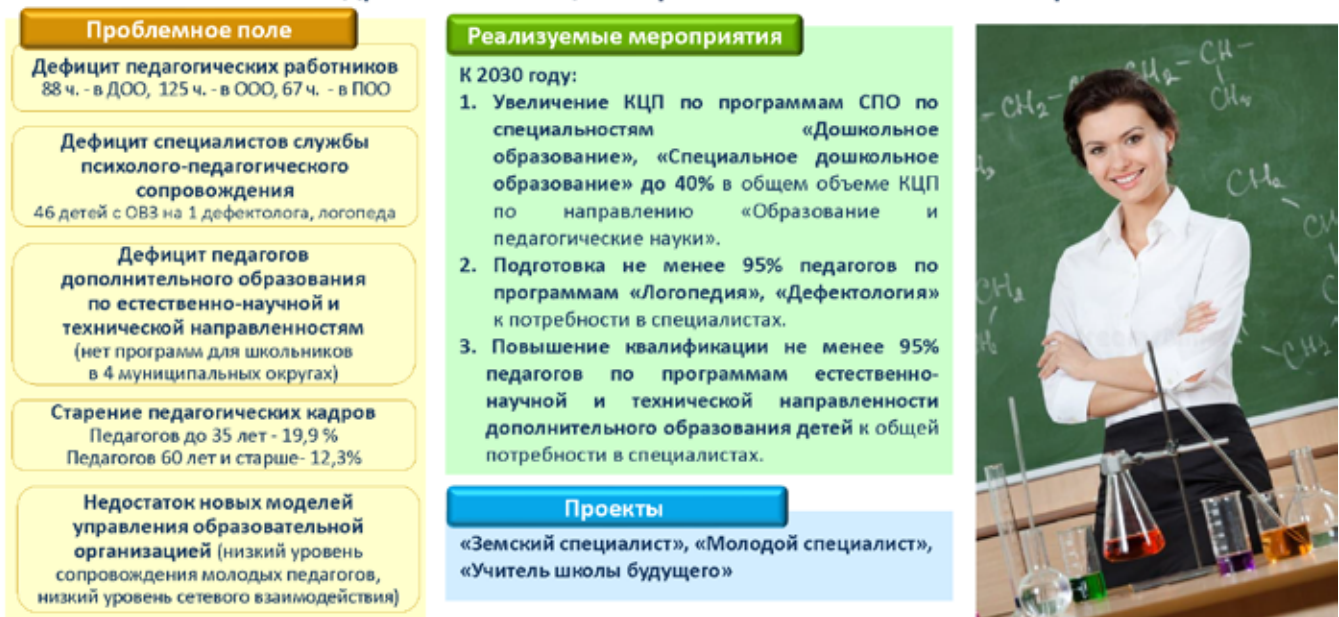 Проблемное поле
Дефицит педагогических работников
88 ч. - в ДОО, 125 ч. - в ООО, 67 ч. - в ПОО
Дефицит специалистов службы
психолого-педагогического
сопровождения
46 детей с ОВЗ на 1 дефектолога, логопеда
Дефицит педагогов
дополнительного образования
по естественно-научной и
технической направленностям
(нет программ для школьников
в 4 муниципальных округах)
Старение педагогических кадров
Педагогов до 35 лет - 19,9 %
Педагогов 60 лет и старше- 12,3%
Недостаток новых моделей
управления образовательной
организацией (низкий уровень
сопровождения молодых педагогов,
низкий уровень сетевого взаимодействия)
Реализуемые мероприятия
К 2030 году:
1. Увеличение КЦП по программам СПО по
специальностям «Дошкольное
образование», «Специальное дошкольное
образование» до 40% в общем объеме КЦП
по направлению «Образование и
педагогические науки».
2. Подготовка не менее 95% педагогов по
программам «Логопедия», «Дефектология»
к потребности в специалистах.
3. Повышение квалификации не менее 95%
педагогов по программам естественно-
научной и технической направленности
дополнительного образования детей к общей
потребности в специалистах.
Проекты
«Земский специалист», «Молодой специалист»,
«Учитель школы будущего»